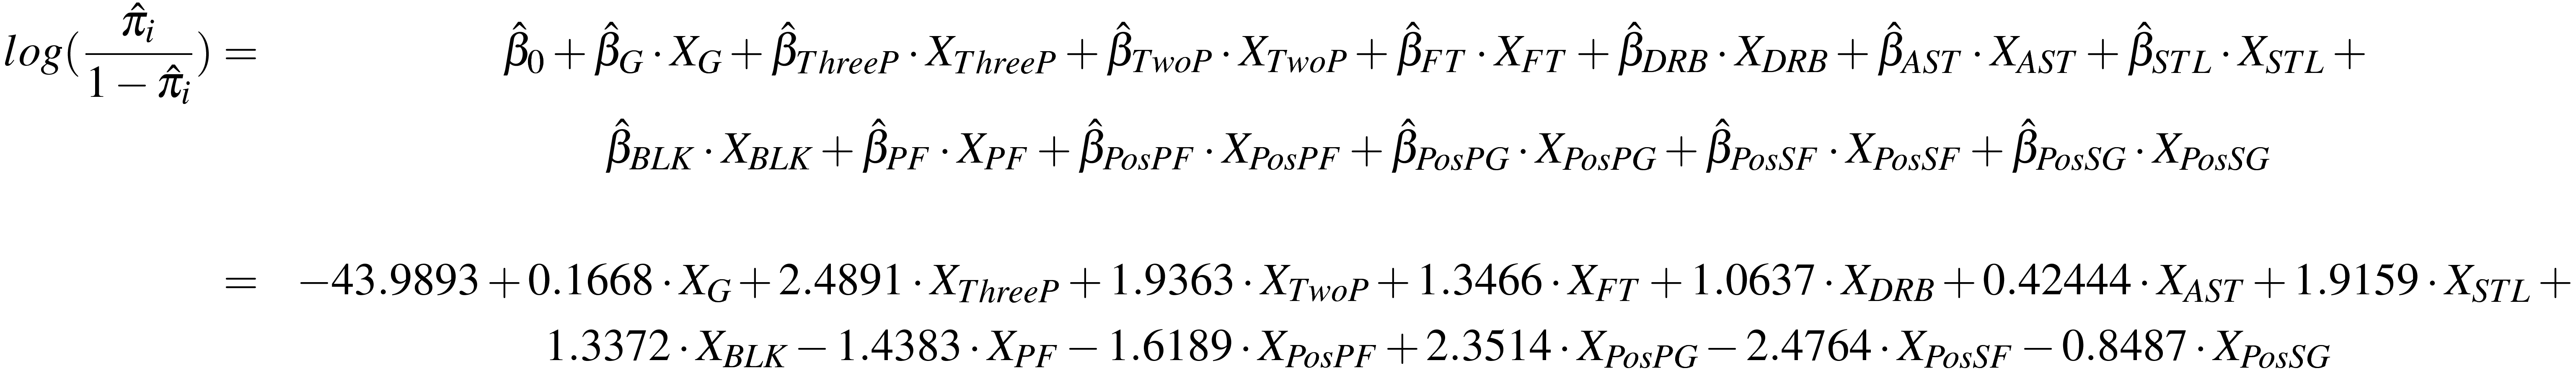 log(π̂ᵢ / 1 − π̂ᵢ) = β̂₀ + β̂_G · X_G + β̂_ThreeP · X_ThreeP + β̂_TwoP · X_TwoP + β̂_FT · X_FT + β̂_DRB · X_DRB + β̂_AST · X_AST + β̂_STL · X_STL +
β̂_BLK · X_BLK + β̂_PF · X_PF + β̂_PosPF · X_PosPF + β̂_PosPG · X_PosPG + β̂_PosSF · X_PosSF + β̂_PosSG · X_PosSG
= −43.9893 + 0.1668 · X_G + 2.4891 · X_ThreeP + 1.9363 · X_TwoP + 1.3466 · X_FT + 1.0637 · X_DRB + 0.42444 · X_AST + 1.9159 · X_STL +
1.3372 · X_BLK − 1.4383 · X_PF − 1.6189 · X_PosPF + 2.3514 · X_PosPG − 2.4764 · X_PosSF − 0.8487 · X_PosSG